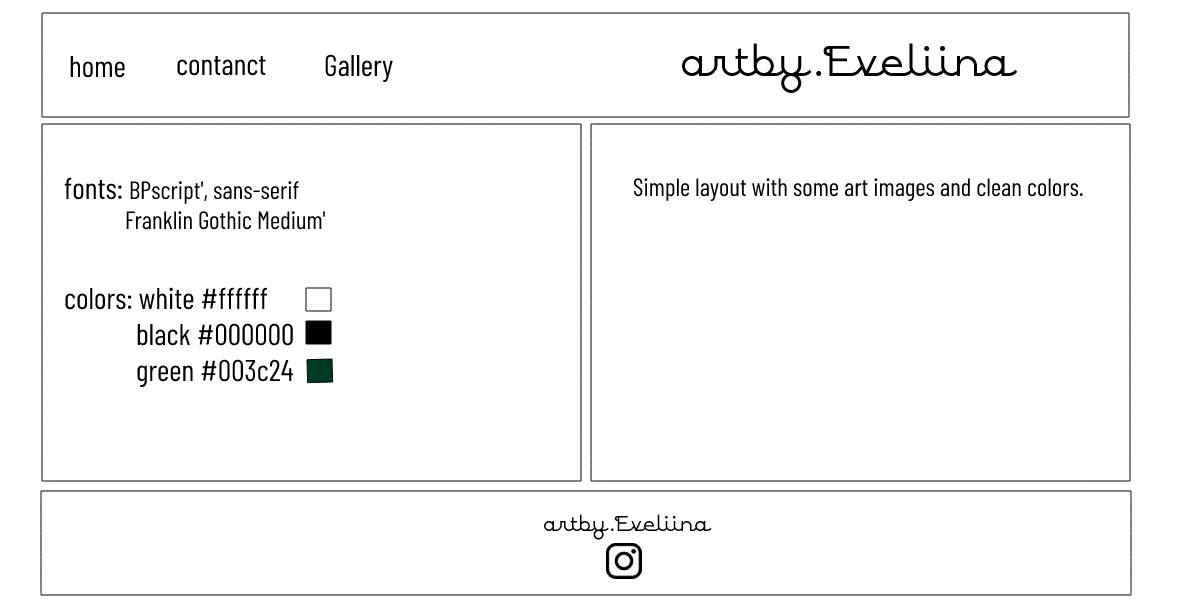 home contanct Gallery artby.Eveliina
fonts: BPscript', sans-serif
Franklin Gothic Medium'
colors: white #ffffff
black #000000
green #003c24
Simple layout with some art images and clean colors.
artby.Eveliina